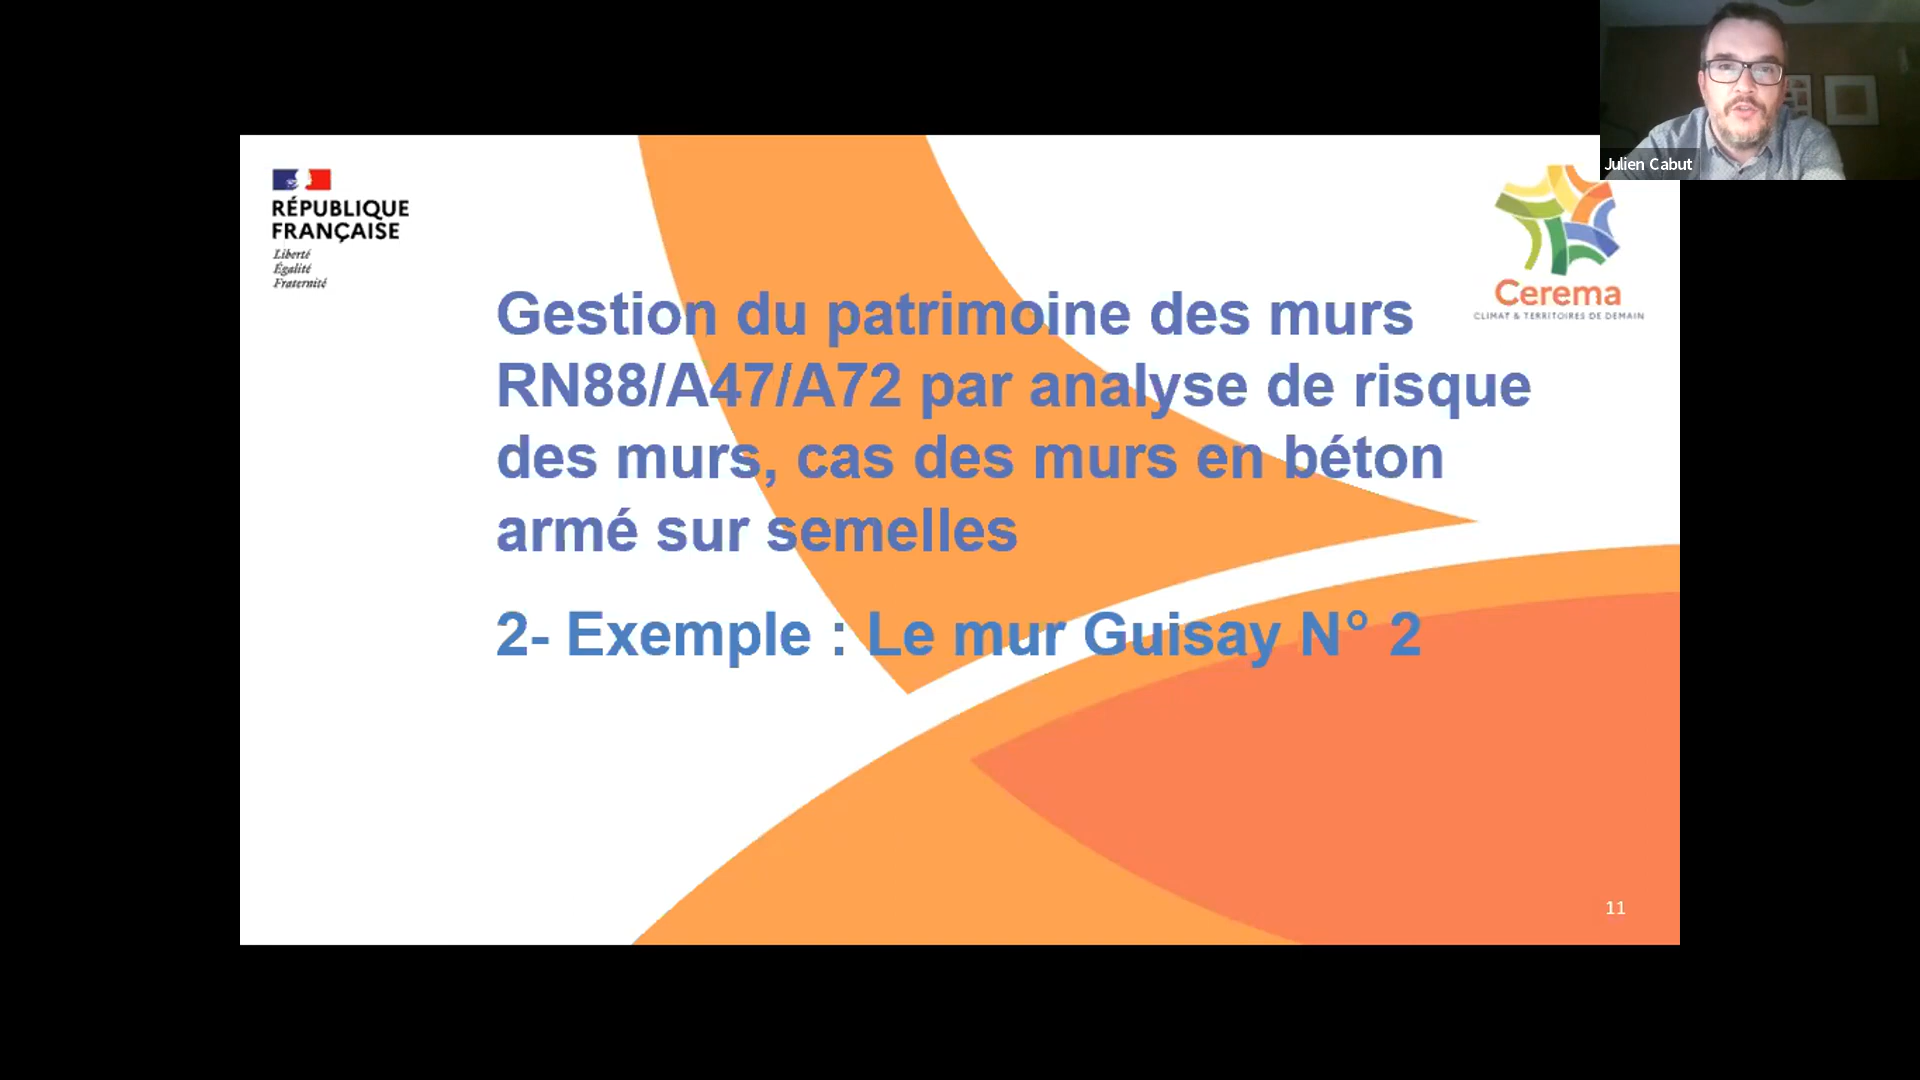 Julien Cabut
RÉPUBLIQUE
FRANÇAISE
Liberté
Égalité
Fraternité
Cerema
CLIMAT & TERRITOIRES DE DEMAIN
Gestion du patrimoine des murs
RN88/A47/A72 par analyse de risque
des murs, cas des murs en béton
armé sur semelles
2- Exemple : Le mur Guisay N° 2
11